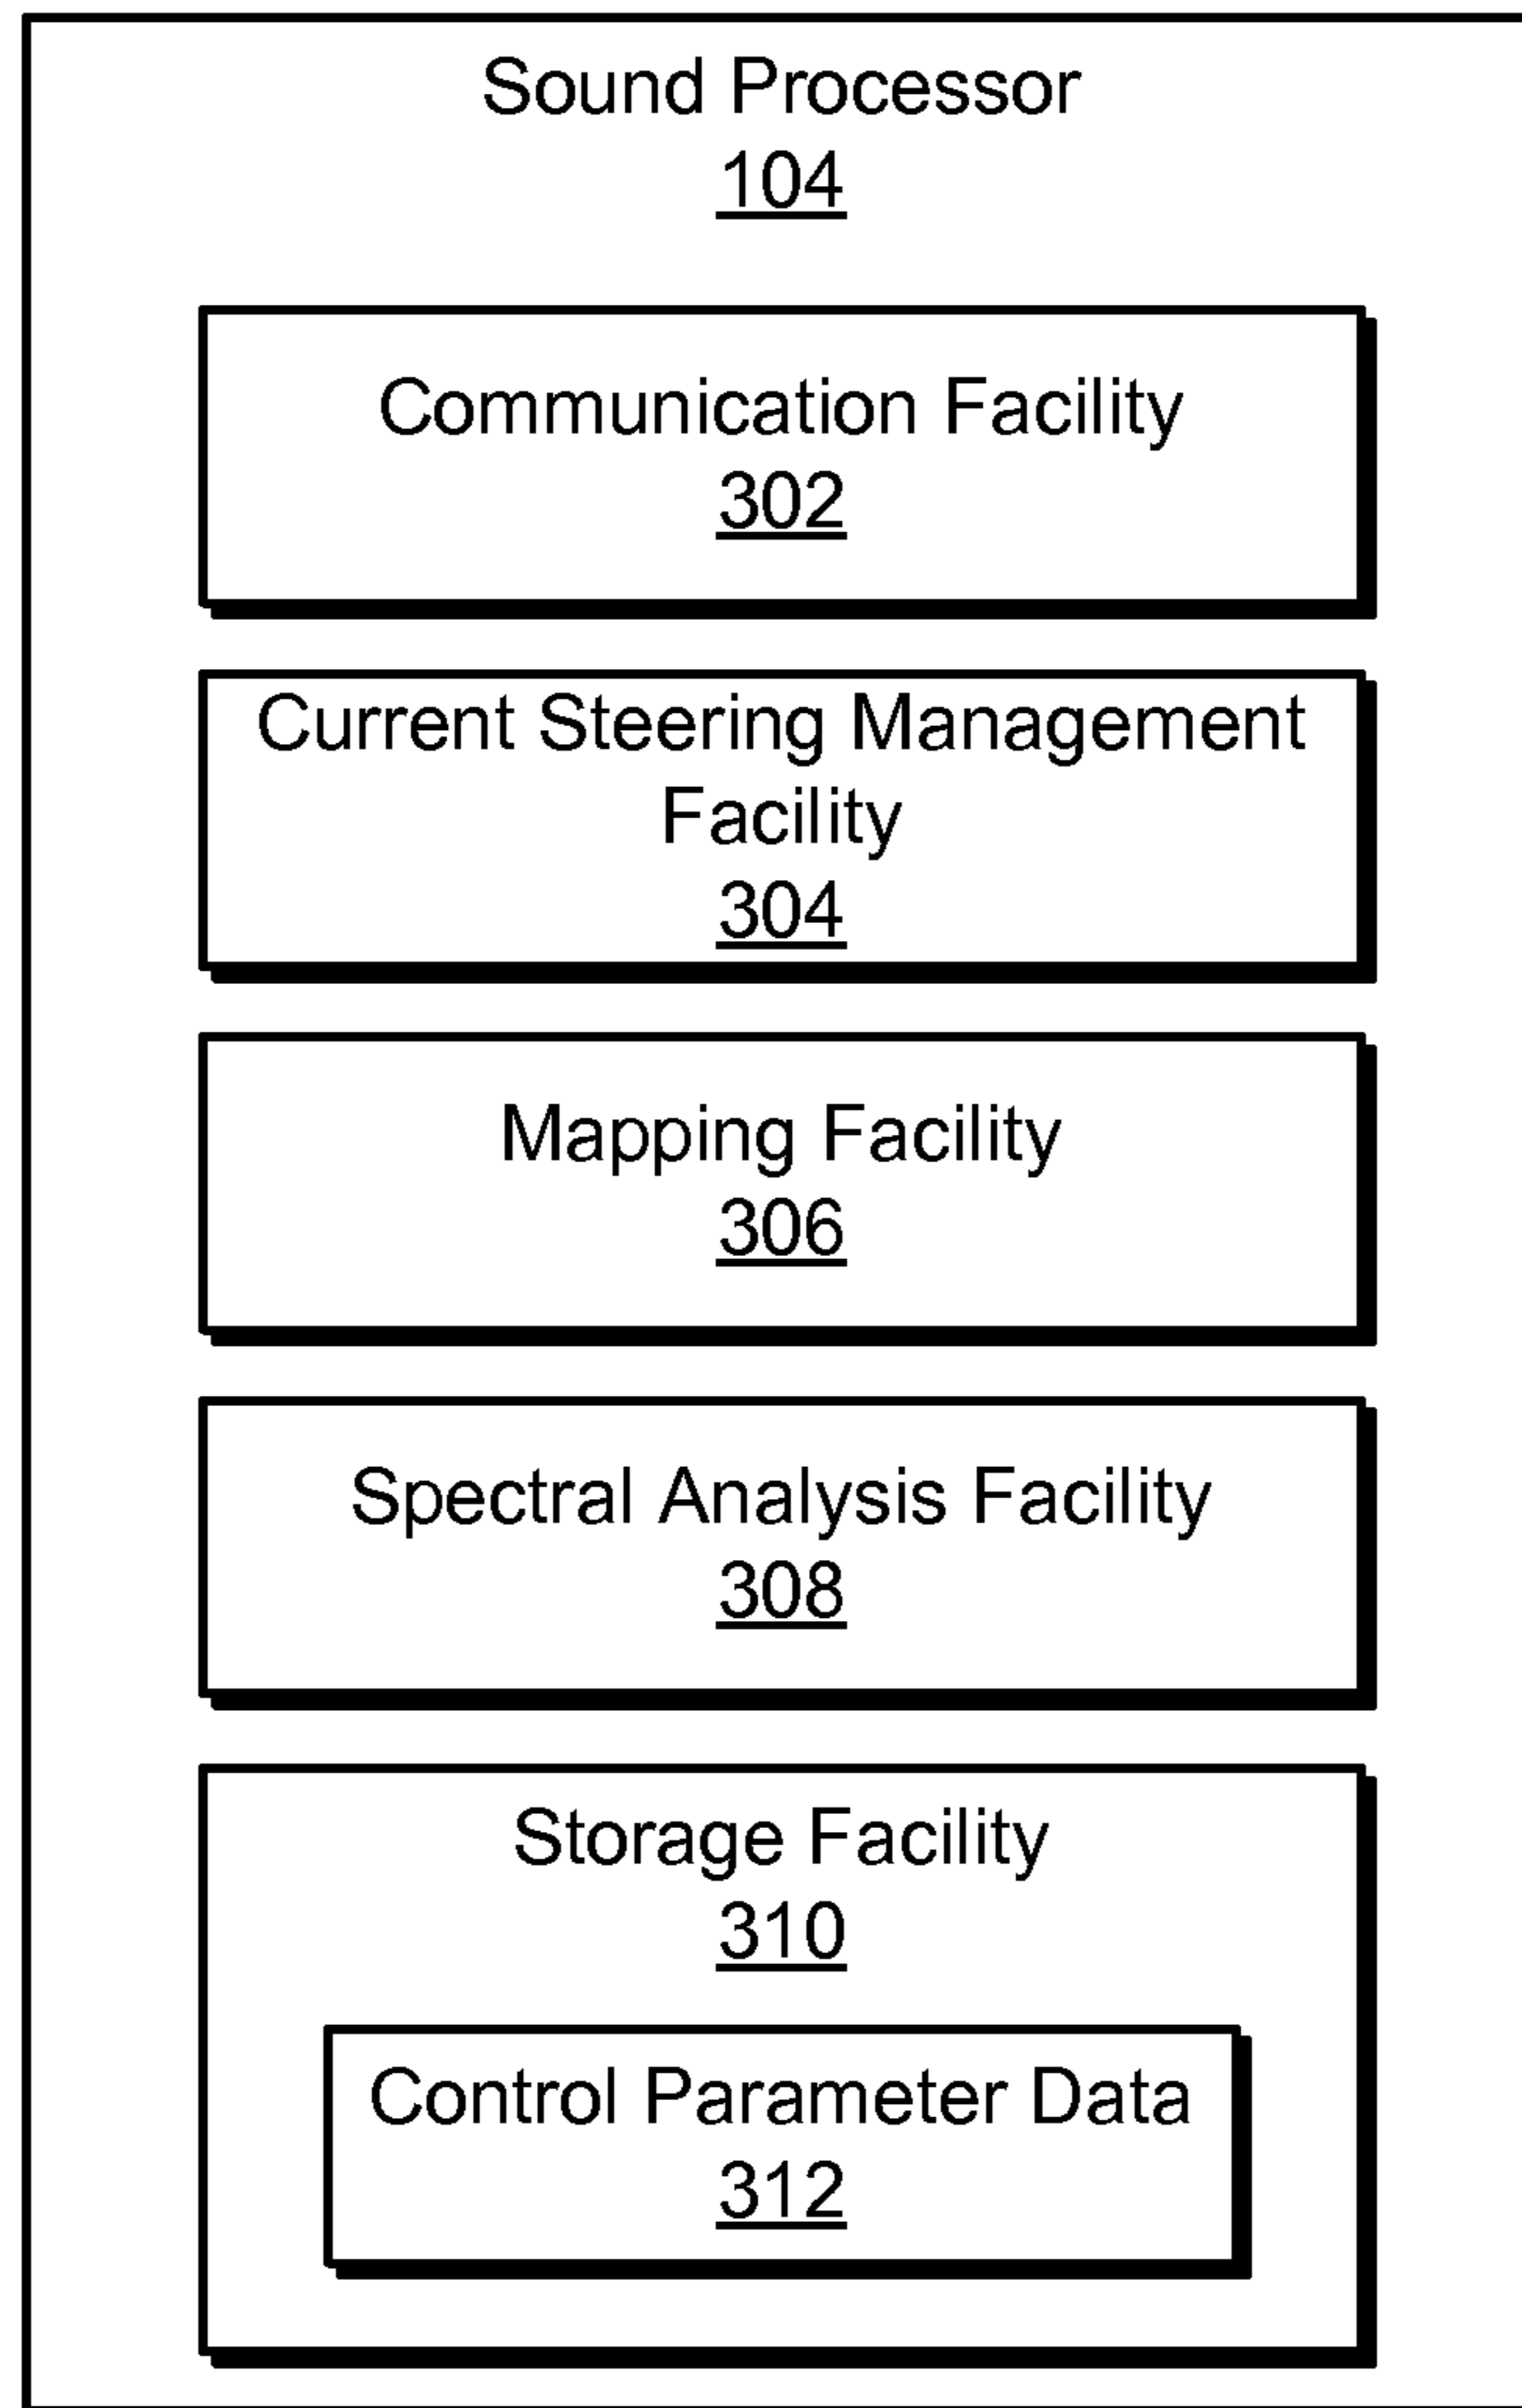 Sound Processor
104
Communication Facility
302
Current Steering Management
Facility
304
Mapping Facility
306
Spectral Analysis Facility
308
Storage Facility
310
Control Parameter Data
312